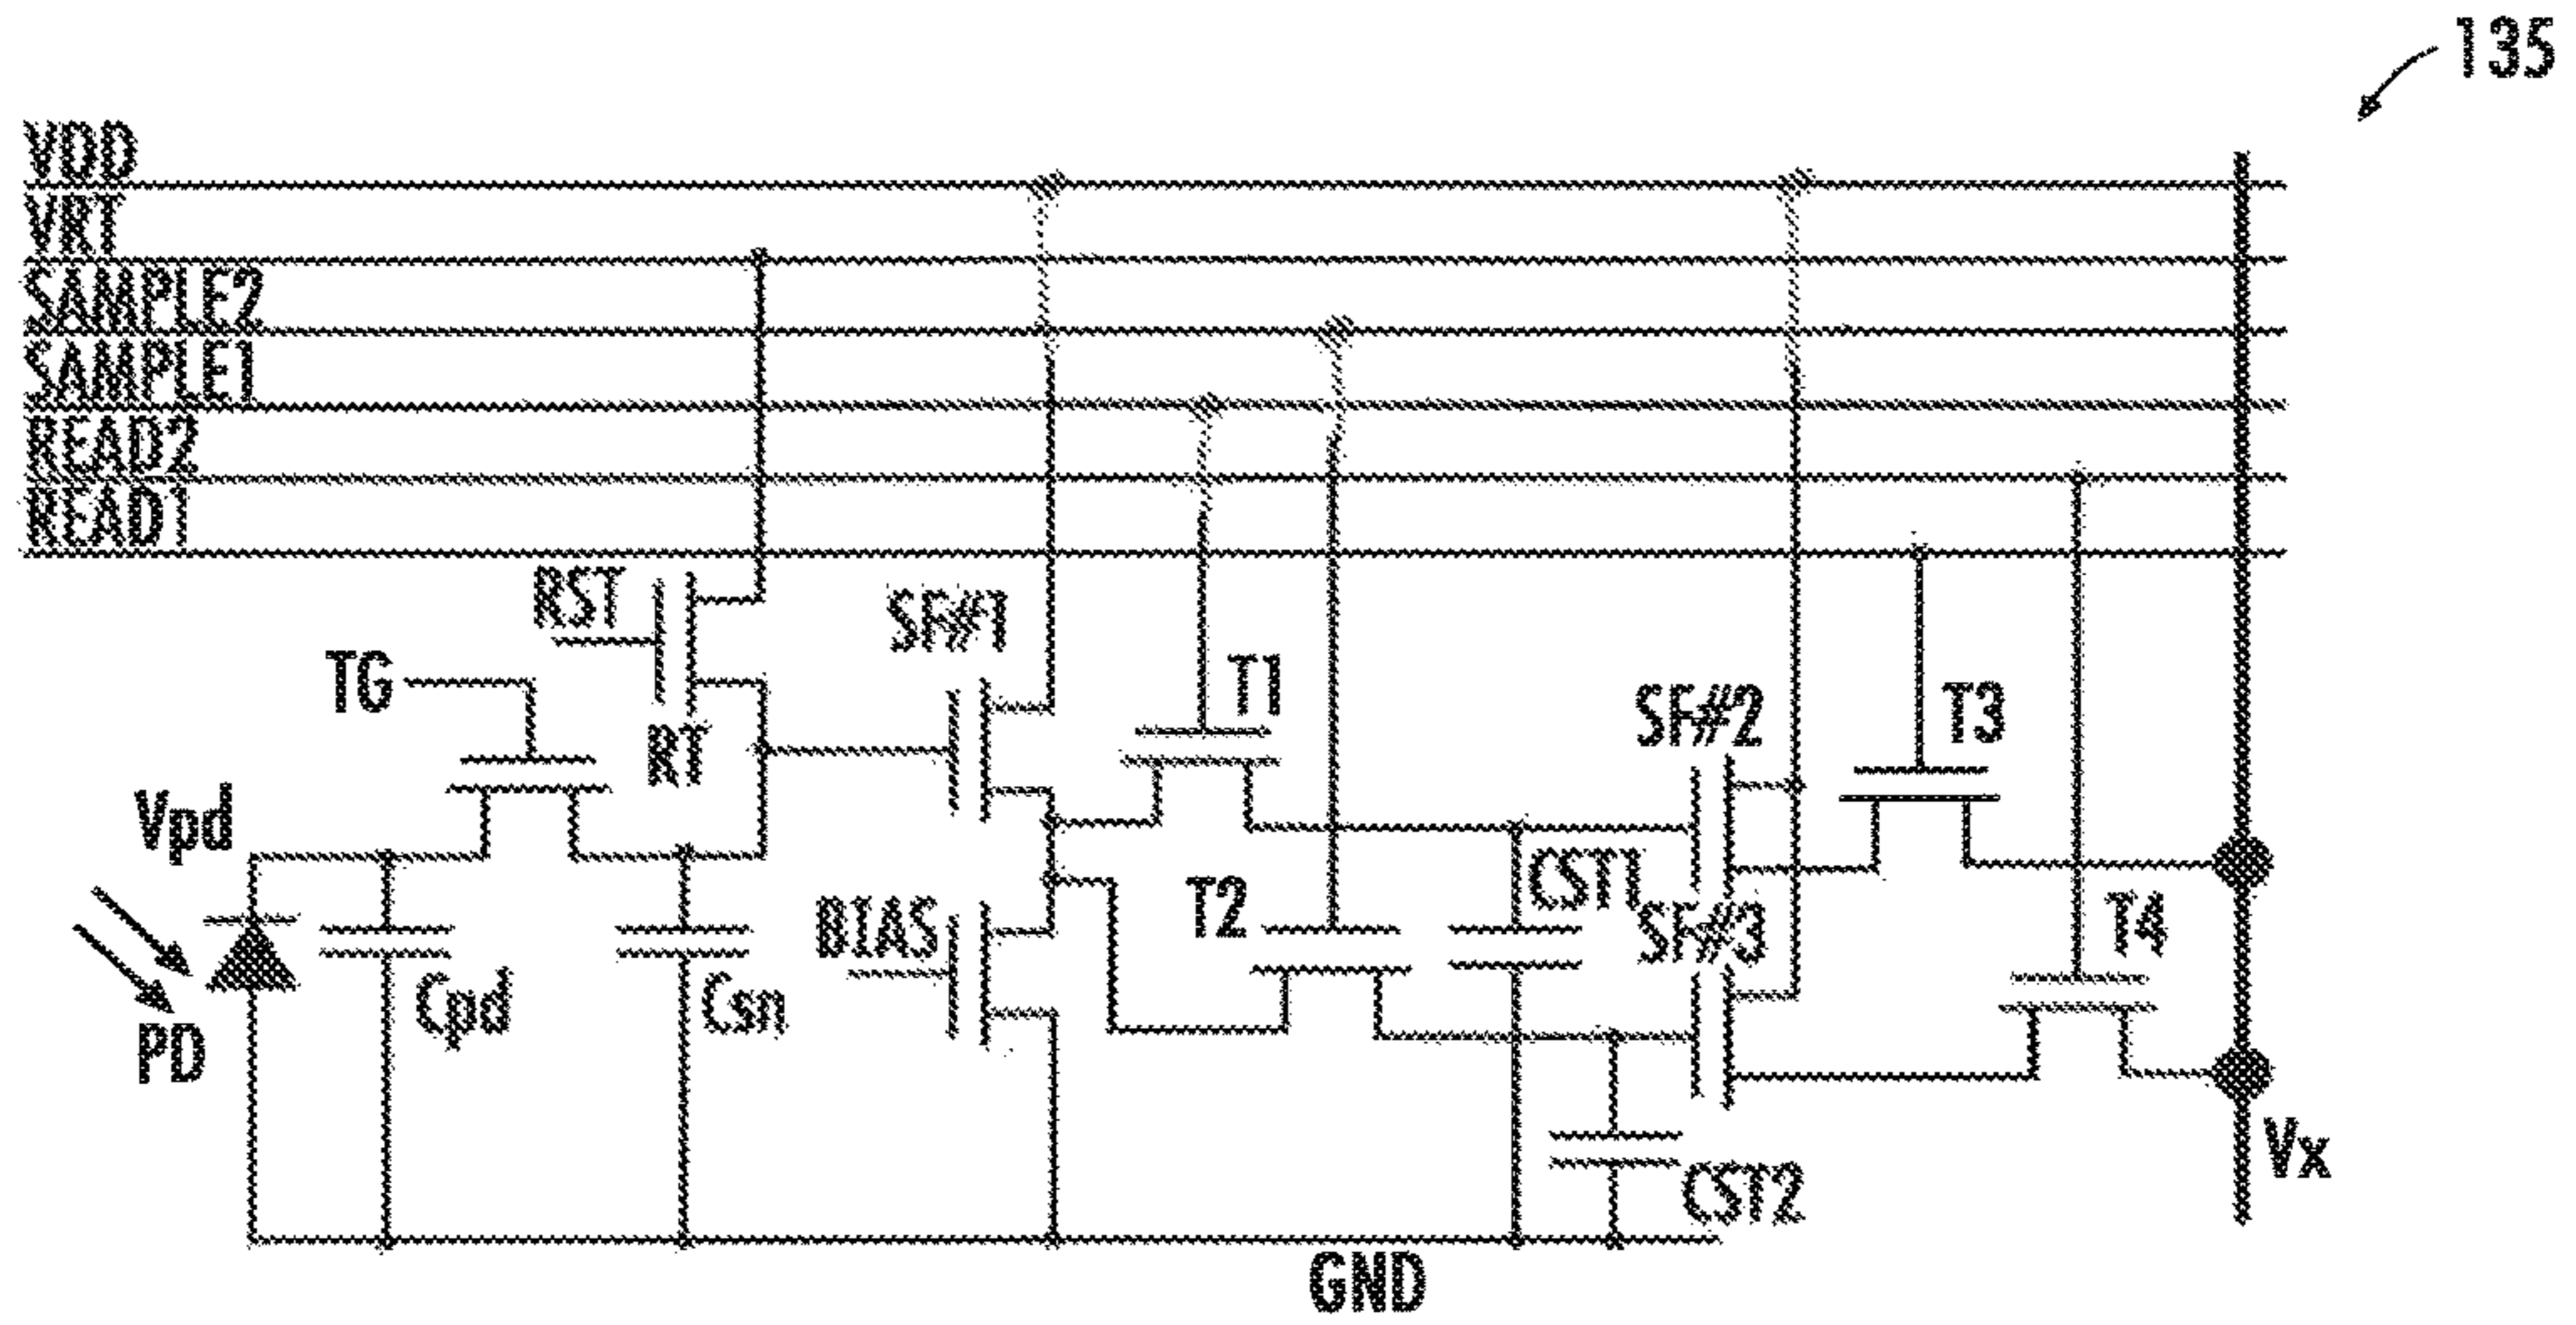 135
VDD
VRT
SAMPLE2
SAMPLE1
READ2
READ1
RST
SF#1
TG
T1
SF#2
T3
RT
Vpd
CST1
BIAS
T2
SF#3
T4
Cpd
Csn
PD
Vx
CST2
GND